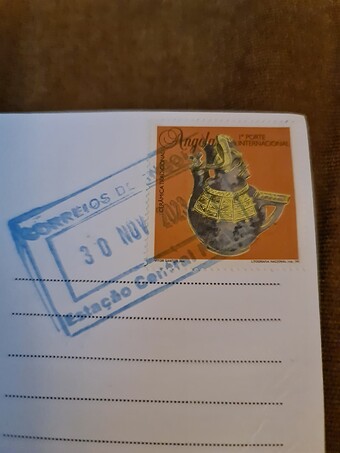 Angola
1º PORTE
INTERNACIONAL
CERÂMICA TRADICIONAL
CORREIOS DE
30 NOV
Estação Central